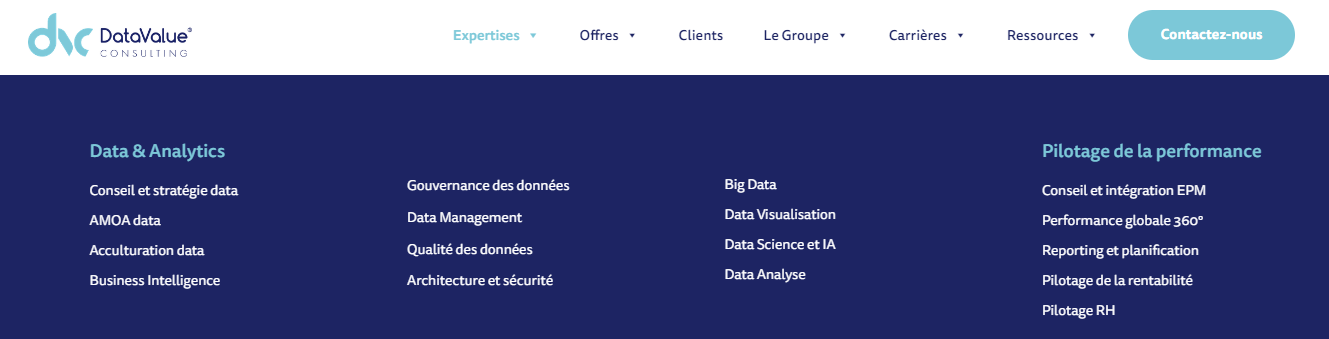 dvc DataValue®
CONSULTING
Expertises
Offres
Clients
Le Groupe
Carrières
Ressources
Contactez-nous
Data & Analytics
Conseil et stratégie data
AMOA data
Acculturation data
Business Intelligence
Gouvernance des données
Data Management
Qualité des données
Architecture et sécurité
Big Data
Data Visualisation
Data Science et IA
Data Analyse
Pilotage de la performance
Conseil et intégration EPM
Performance globale 360°
Reporting et planification
Pilotage de la rentabilité
Pilotage RH